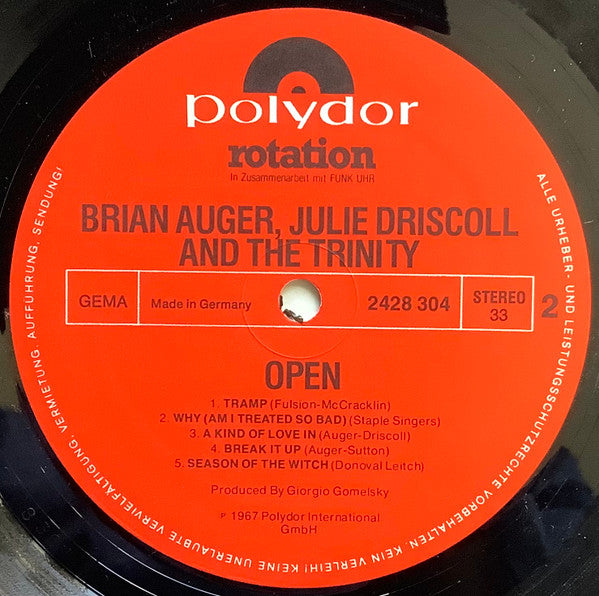 polydor
rotation
In Zusammenarbeit mit FUNK UHR
BRIAN AUGER, JULIE DRISCOLL
AND THE TRINITY
GEMA
Made in Germany
2428 304
STEREO
33
2
OPEN
1. TRAMP (Fulsion-McCracklin)
2. WHY (AM I TREATED SO BAD) (Staple Singers)
3. A KIND OF LOVE IN (Auger-Driscoll)
4. BREAK IT UP (Auger-Sutton)
5. SEASON OF THE WITCH (Donoval Leitch)
Produced By Giorgio Gomelsky
℗ 1967 Polydor International
GmbH
ALLE URHEBER- UND LEISTUNGSSCHUTZRECHTE VORBEHALTEN. KEIN VERLEIH! KEINE UNERLAUBTE VERVIELFÄLTIGUNG, VERMIETUNG, AUFFÜHRUNG, SENDUNG!